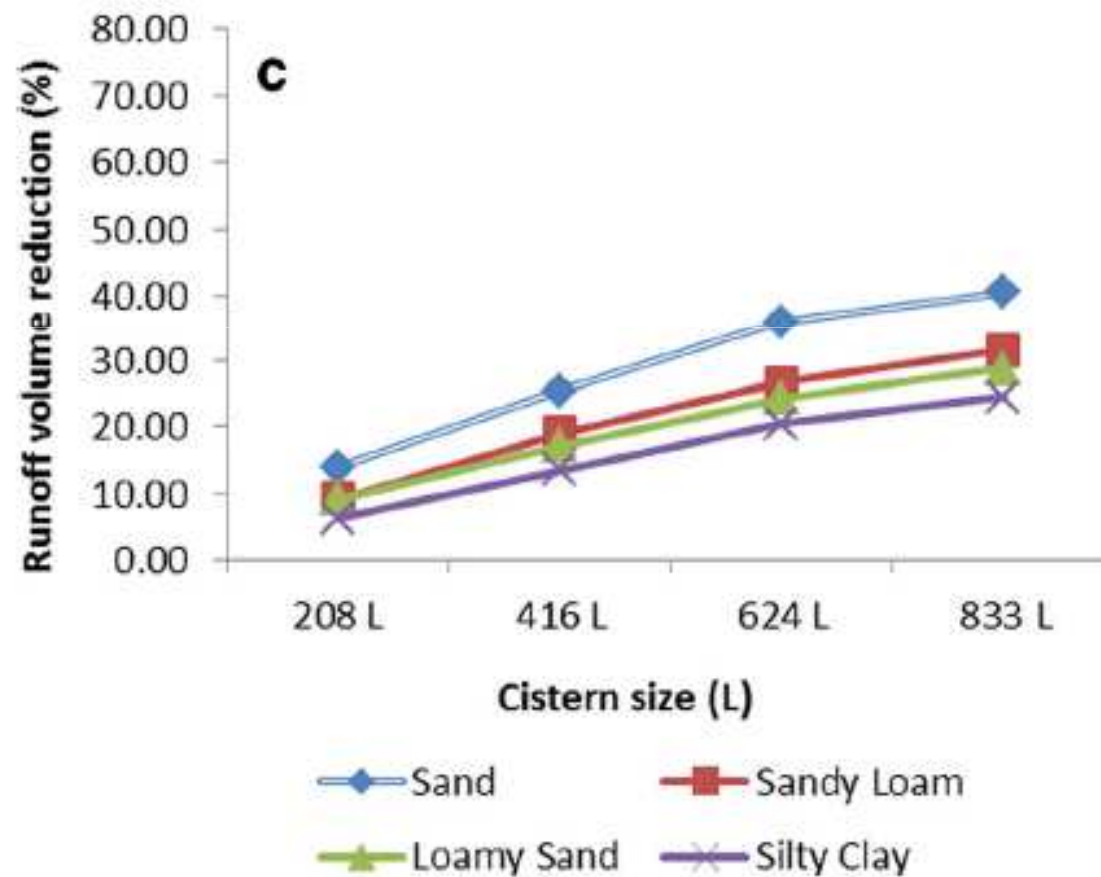 c
Runoff volume reduction (%)
80.00
70.00
60.00
50.00
40.00
30.00
20.00
10.00
0.00
208 L 416 L 624 L 833 L
Cistern size (L)
Sand Sandy Loam
Loamy Sand Silty Clay